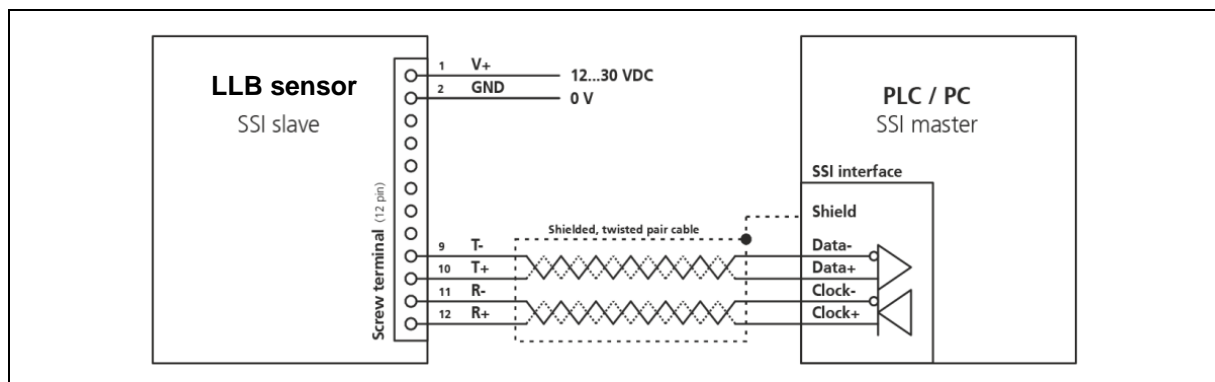 LLB sensor
SSI slave
Screw terminal (12 pin)
1 V+ 12...30 VDC
2 GND 0 V
9 T-
10 T+
11 R-
12 R+
Shielded, twisted pair cable
PLC / PC
SSI master
SSI interface
Shield
Data-
Data+
Clock-
Clock+